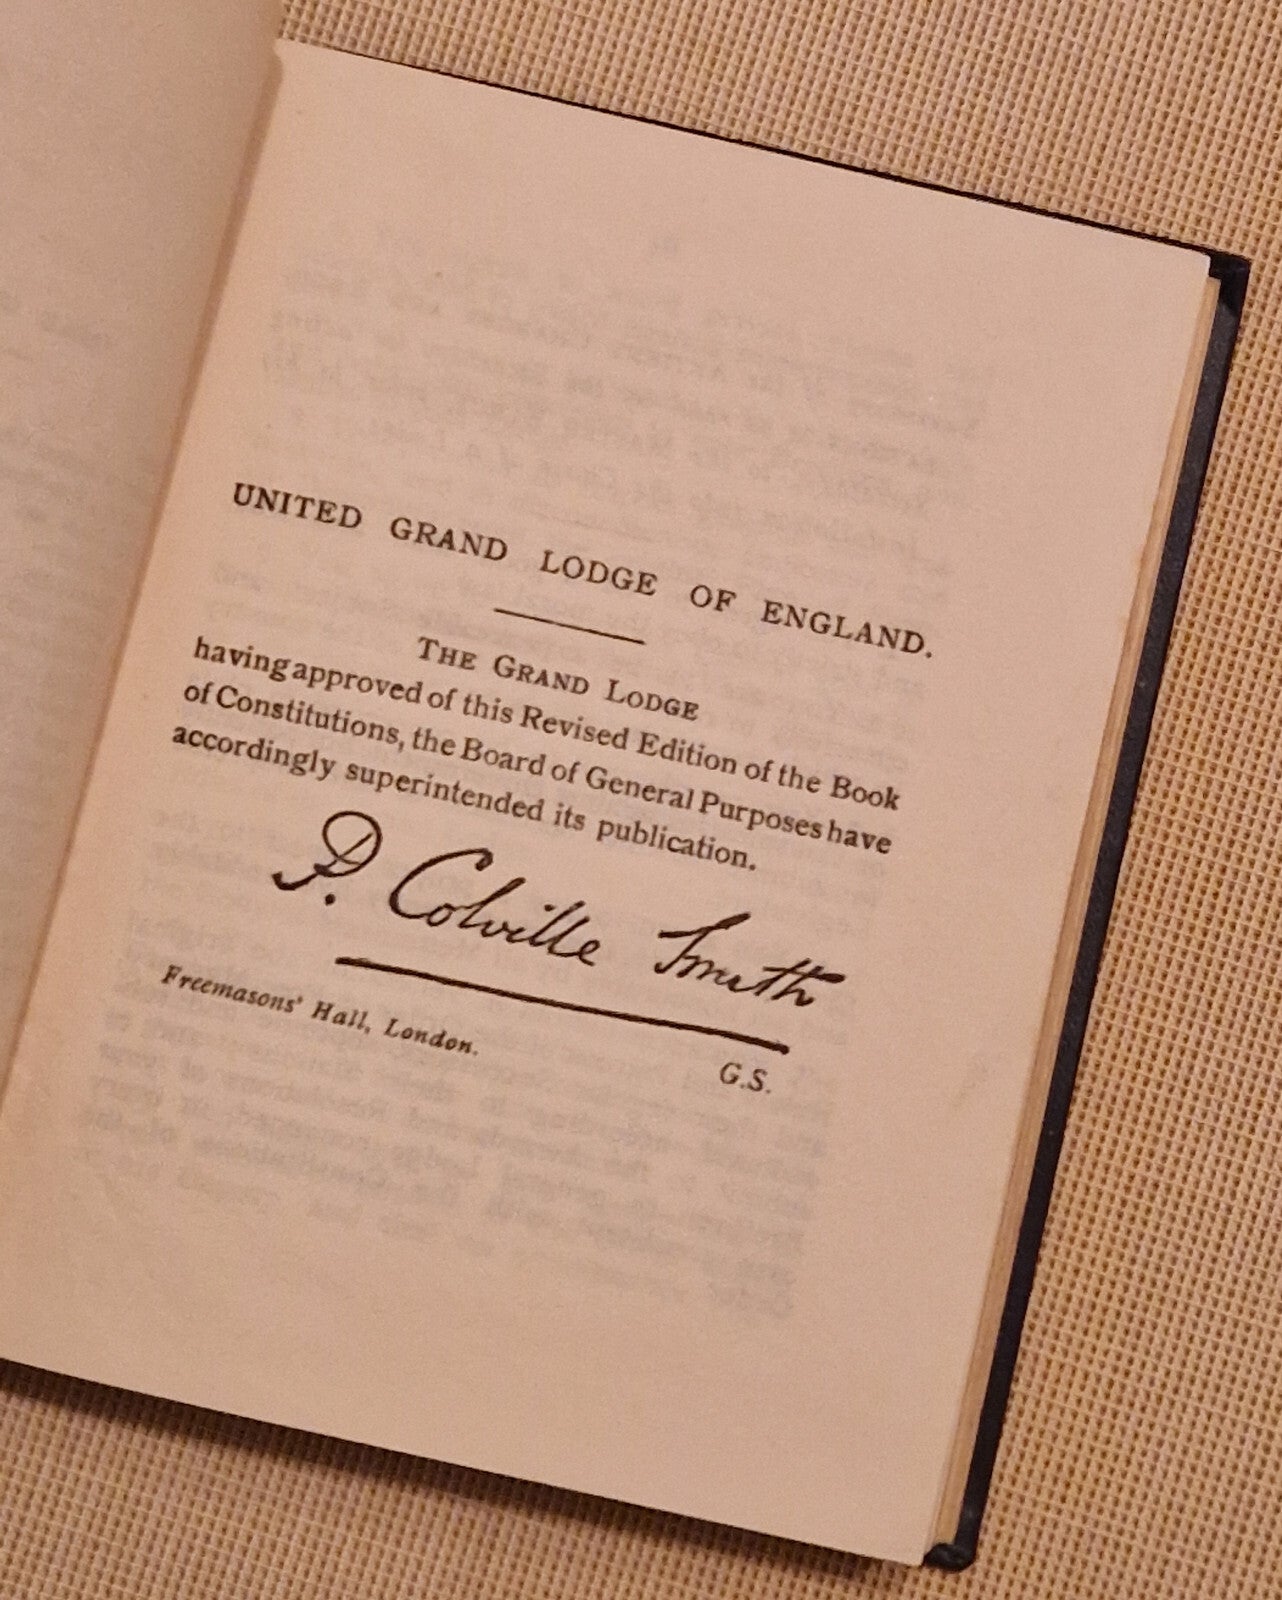 UNITED GRAND LODGE OF ENGLAND.
THE GRAND LODGE
having approved of this Revised Edition of the Book
of Constitutions, the Board of General Purposes have
accordingly superintended its publication.
P. Colville Smith
Freemasons' Hall, London.
G.S.